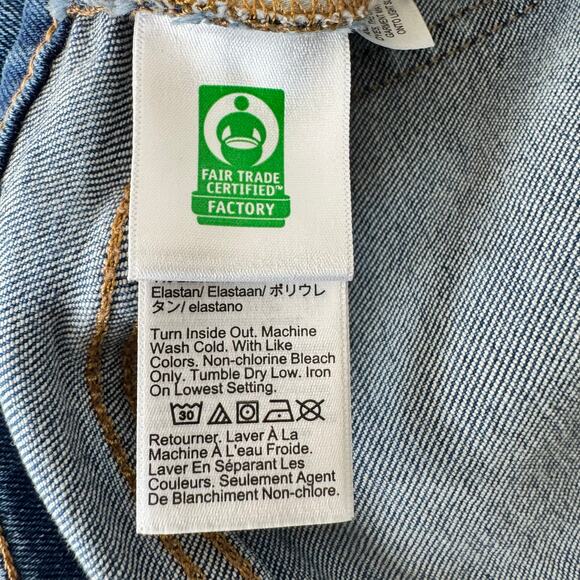 ONTO LIGHT S
FAIR TRADE
CERTIFIED™
FACTORY
Elastan/ Elastaan/ ポリウレ
タン/ elastano
Turn Inside Out. Machine
Wash Cold. With Like
Colors. Non-chlorine Bleach
Only. Tumble Dry Low. Iron
On Lowest Setting.
30
Retourner. Laver À La
Machine À L'eau Froide.
Laver En Séparant Les
Couleurs. Seulement Agent
De Blanchiment Non-chlore.